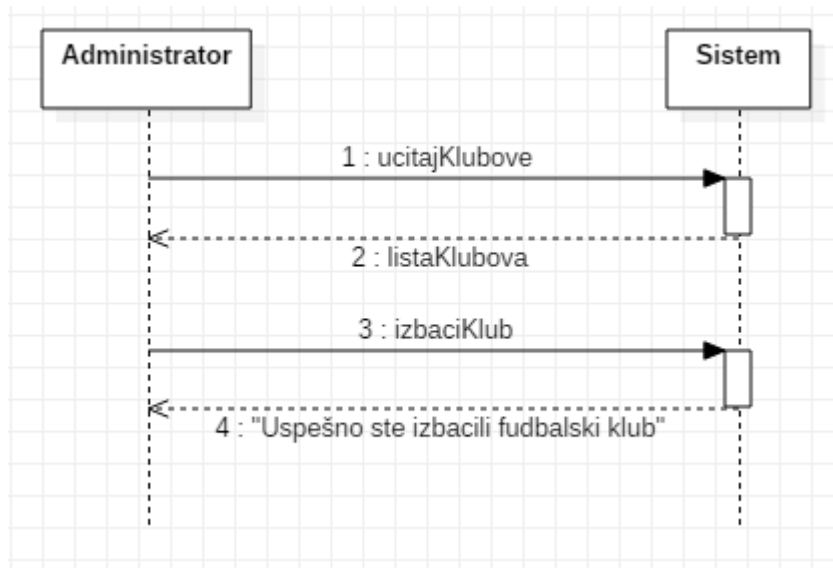 Administrator
Sistem
1 : ucitajKlubove
2 : listaKlubova
3 : izbaciKlub
4 : "Uspešno ste izbacili fudbalski klub"